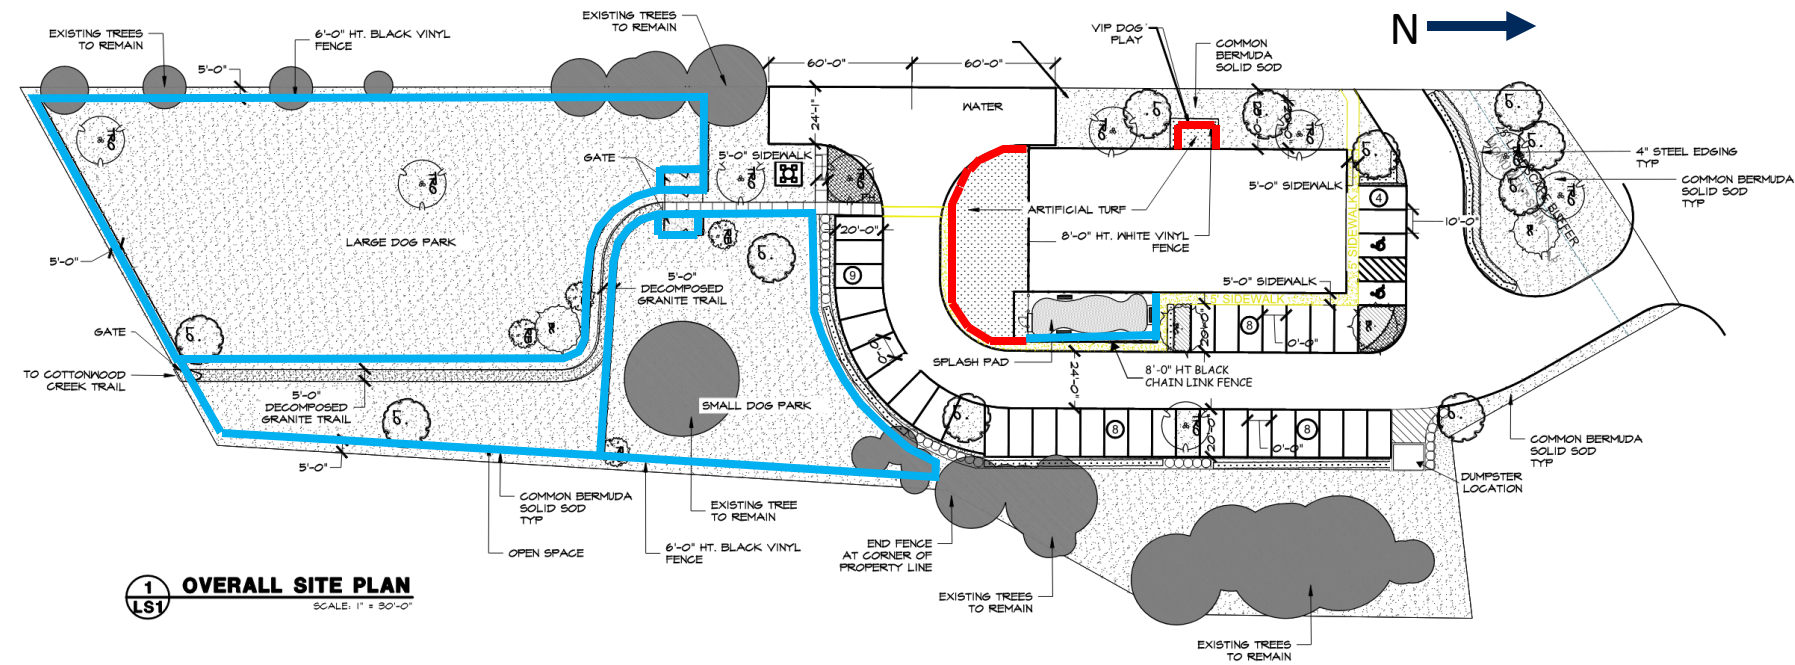 EXISTING TREES
TO REMAIN
6'-0" HT. BLACK VINYL
FENCE
EXISTING TREES
TO REMAIN
5'-0"
60'-0"
60'-0"
24'-1"
WATER
VIP DOG
PLAY
COMMON
BERMUDA
SOLID SOD
N
4" STEEL EDGING
TYP
COMMON BERMUDA
SOLID SOD
TYP
GATE
5'-0" SIDEWALK
5'-0" SIDEWALK
ARTIFICIAL TURF
8'-0" HT. WHITE VINYL
FENCE
4
10'-0"
BUFFER
5' SIDEWALK
LARGE DOG PARK
20'-0"
5'-0"
5'-0"
DECOMPOSED
GRANITE TRAIL
9
5'-0" SIDEWALK
5' SIDEWALK
8
GATE
SPLASH PAD
8'-0" HT BLACK
CHAIN LINK FENCE
24'-0"
TO COTTONWOOD
CREEK TRAIL
5'-0"
DECOMPOSED
GRANITE TRAIL
SMALL DOG PARK
8
8
20'-0"
5'-0"
COMMON BERMUDA
SOLID SOD
TYP
COMMON BERMUDA
SOLID SOD
TYP
DUMPSTER
LOCATION
EXISTING TREE
TO REMAIN
OPEN SPACE
6'-0" HT. BLACK VINYL
FENCE
END FENCE
AT CORNER OF
PROPERTY LINE
EXISTING TREES
TO REMAIN
EXISTING TREES
TO REMAIN
1
LS1
OVERALL SITE PLAN
SCALE: 1" = 30'-0"